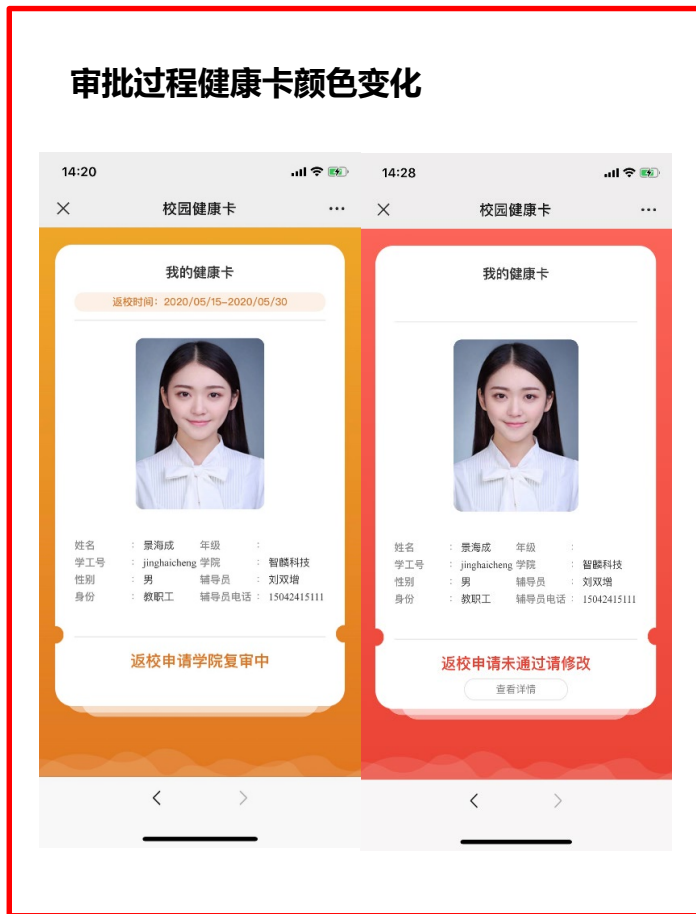 审批过程健康卡颜色变化
14:20
校园健康卡
我的健康卡
返校时间：2020/05/15-2020/05/30
姓名 : 景海成 年级 :
学工号 : jinghaicheng 学院 : 智麟科技
性别 : 男 辅导员 : 刘双增
身份 : 教职工 辅导员电话 : 15042415111
返校申请学院复审中
14:28
校园健康卡
我的健康卡
姓名 : 景海成 年级 :
学工号 : jinghaicheng 学院 : 智麟科技
性别 : 男 辅导员 : 刘双增
身份 : 教职工 辅导员电话 : 15042415111
返校申请未通过请修改
查看详情